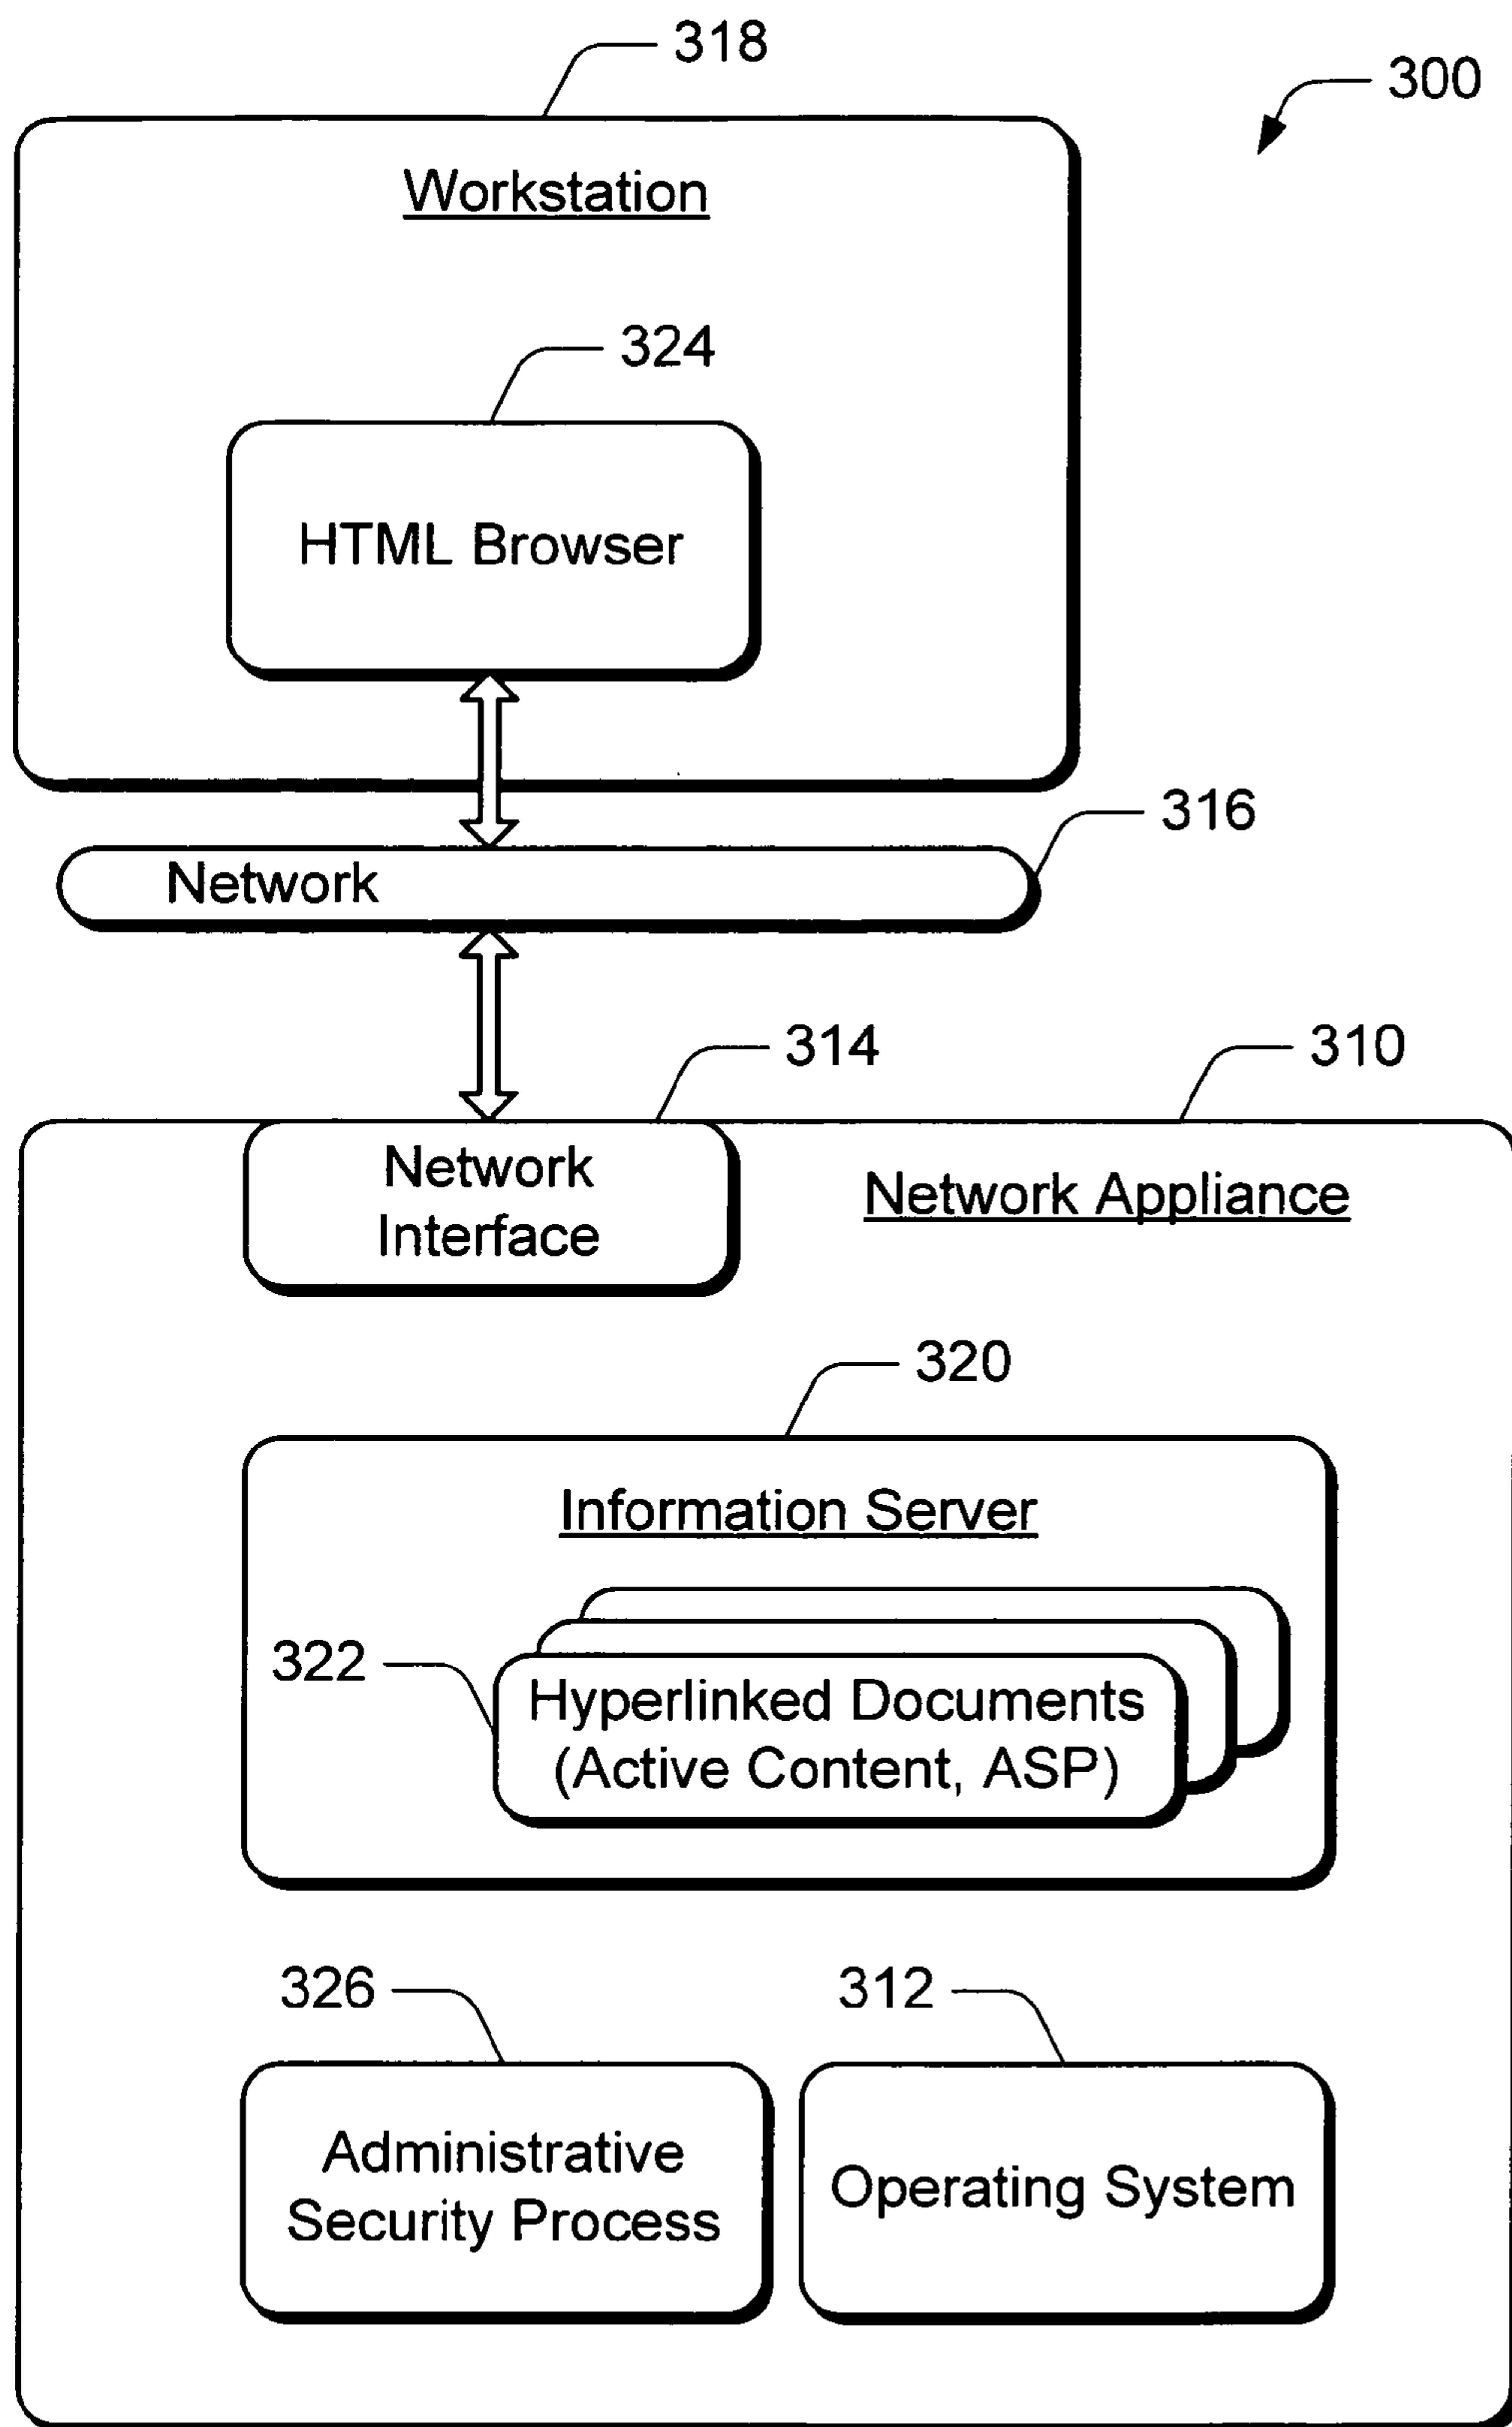 318
300
Workstation
324
HTML Browser
316
Network
314
310
Network
Interface
Network Appliance
320
Information Server
322
Hyperlinked Documents
(Active Content, ASP)
326
312
Administrative
Security Process
Operating System